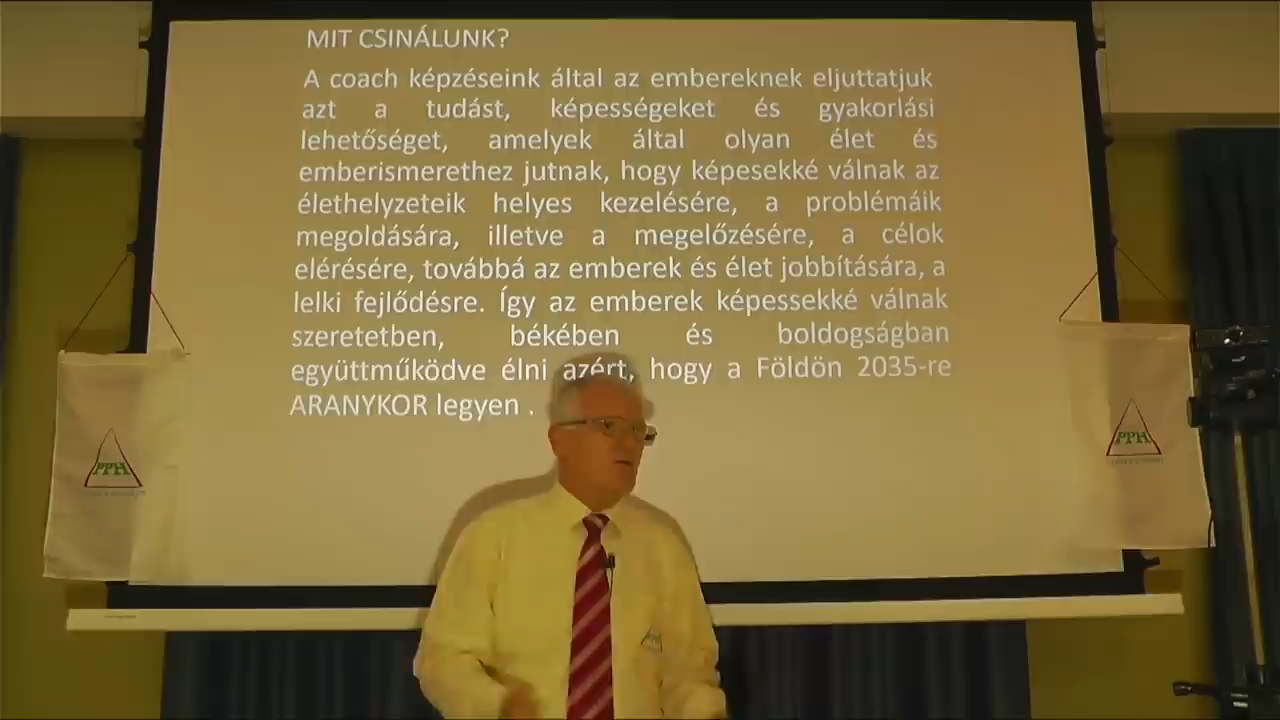 MIT CSINÁLUNK?
A coach képzéseink által az embereknek eljuttatjuk
azt a tudást, képességeket és gyakorlási
lehetőséget, amelyek által olyan élet és
emberismerethez jutnak, hogy képesekké válnak az
élethelyzeteik helyes kezelésére, a problémáik
megoldására, illetve a megelőzésére, a célok
elérésére, továbbá az emberek és élet jobbítására, a
lelki fejlődésre. Így az emberek képessekké válnak
szeretetben, békében és boldogságban
együttműködve élni azért, hogy a Földön 2035-re
ARANYKOR legyen .
PPH
PPH
PPH